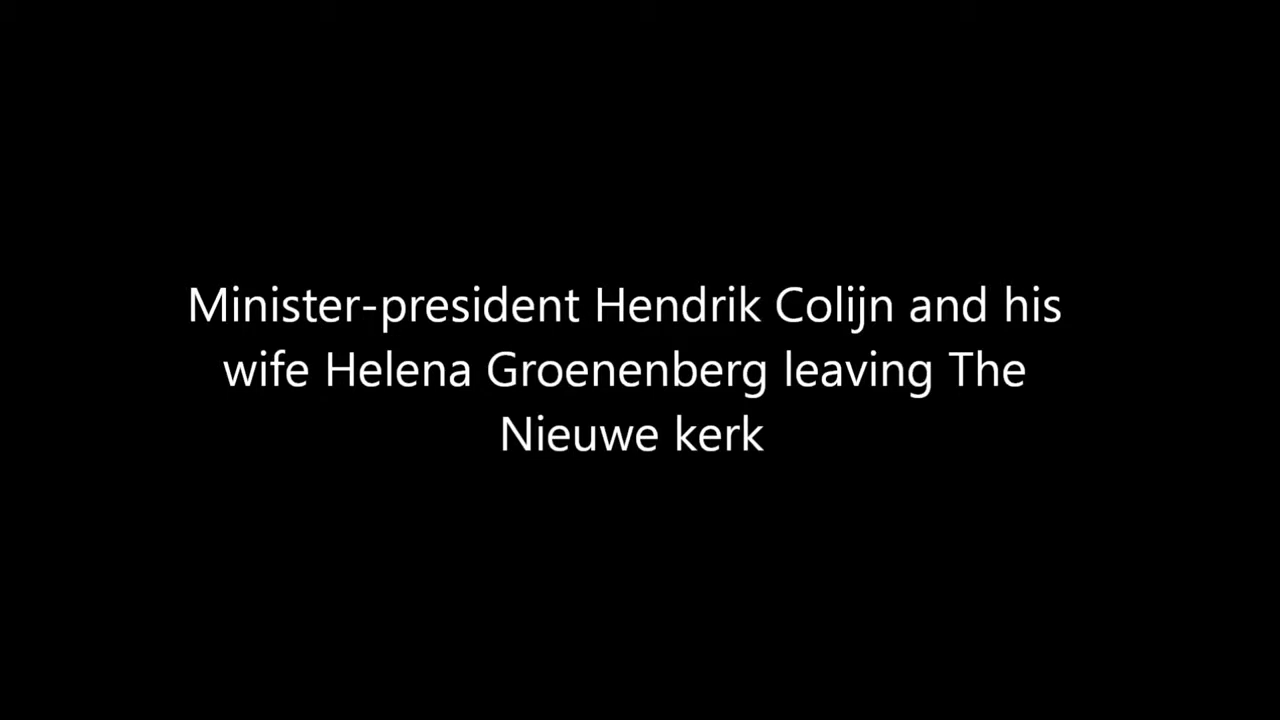 Minister-president Hendrik Colijn and his
wife Helena Groenenberg leaving The
Nieuwe kerk